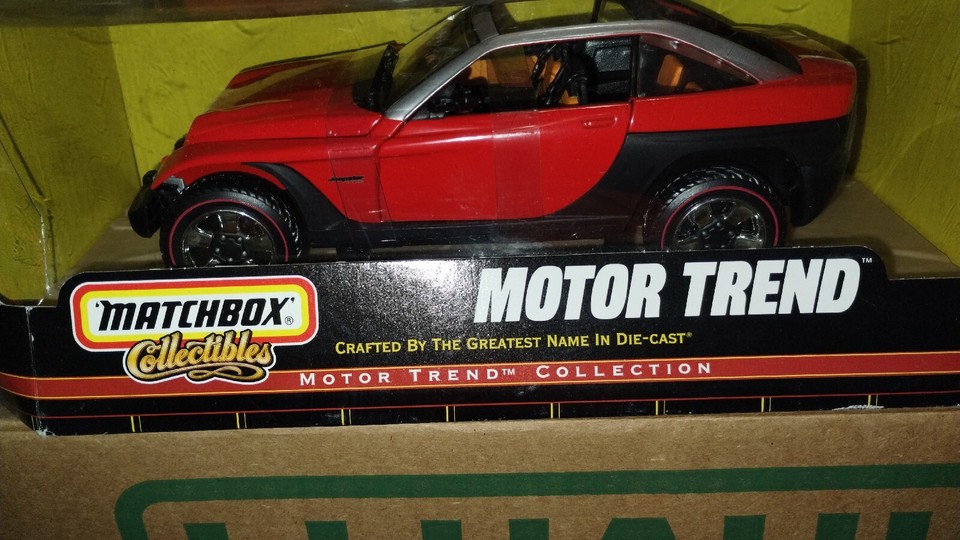 'MATCHBOX'®
Collectibles
MOTOR TREND™
CRAFTED BY THE GREATEST NAME IN DIE-CAST®
MOTOR TREND™ COLLECTION